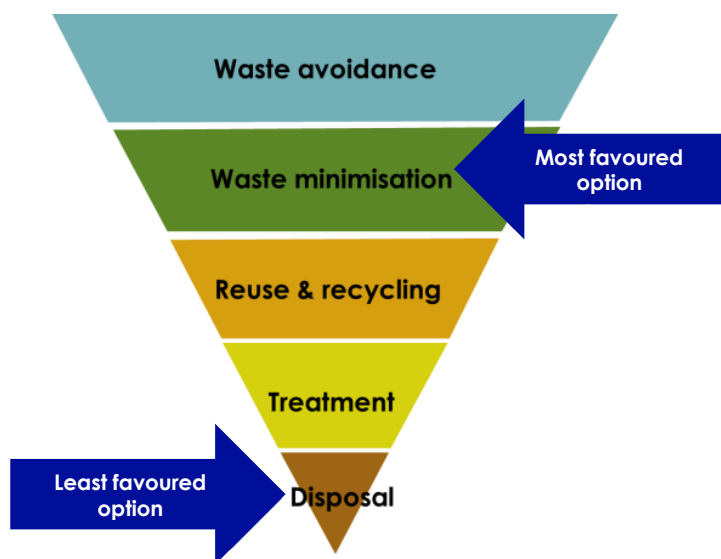 Waste avoidance
Most favoured
option
Waste minimisation
Reuse & recycling
Treatment
Least favoured
option
Disposal